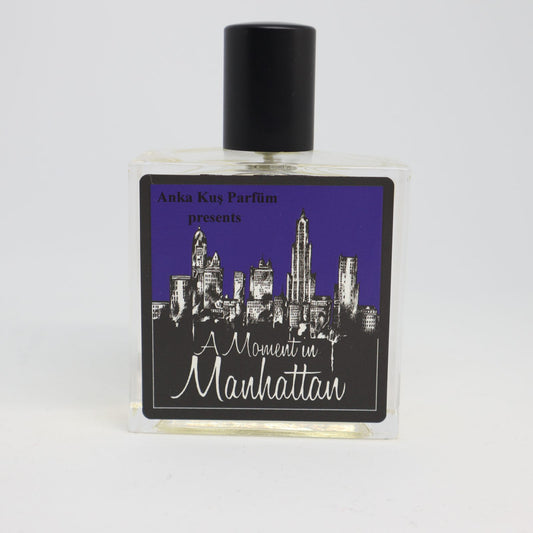 Anka Kuş Parfüm
presents
A Moment in
Manhattan